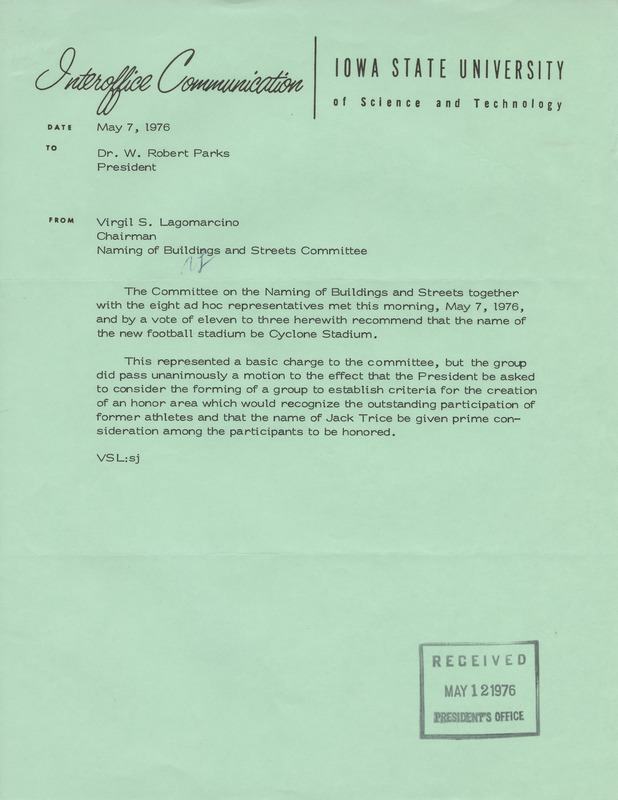 Interoffice Communication
IOWA STATE UNIVERSITY
of Science and Technology
DATE May 7, 1976
TO Dr. W. Robert Parks
President
FROM Virgil S. Lagomarcino
Chairman
Naming of Buildings and Streets Committee
The Committee on the Naming of Buildings and Streets together
with the eight ad hoc representatives met this morning, May 7, 1976,
and by a vote of eleven to three herewith recommend that the name of
the new football stadium be Cyclone Stadium.
This represented a basic charge to the committee, but the group
did pass unanimously a motion to the effect that the President be asked
to consider the forming of a group to establish criteria for the creation
of an honor area which would recognize the outstanding participation of
former athletes and that the name of Jack Trice be given prime con-
sideration among the participants to be honored.
VSL:sj
RECEIVED
MAY 12 1976
PRESIDENT'S OFFICE